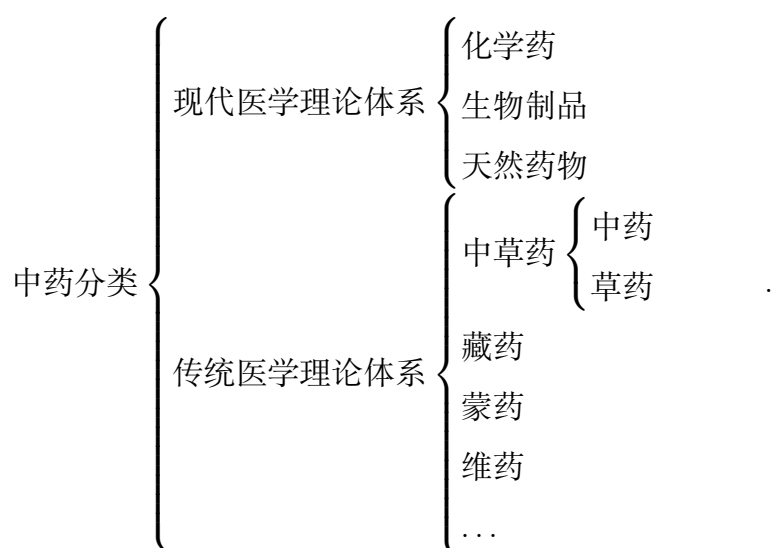 化学药
现代医学理论体系
生物制品
天然药物
中药分类
中草药
中药
草药
.
传统医学理论体系
藏药
蒙药
维药
...